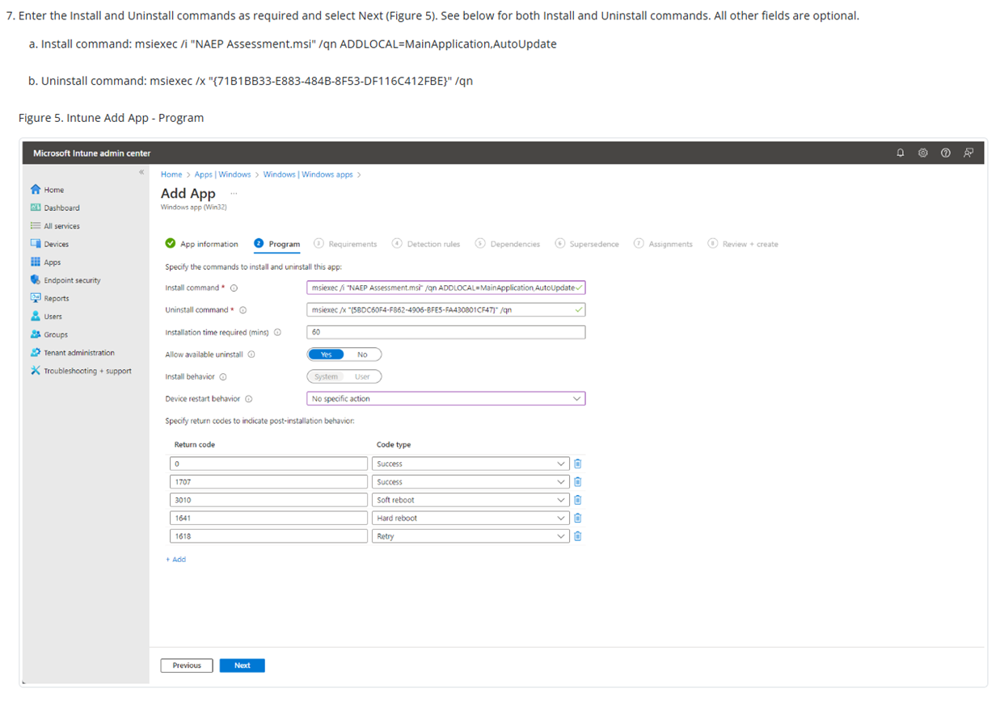 7. Enter the Install and Uninstall commands as required and select Next (Figure 5). See below for both Install and Uninstall commands. All other fields are optional.
a. Install command: msiexec /i "NAEP Assessment.msi" /qn ADDLOCAL=MainApplication,AutoUpdate
b. Uninstall command: msiexec /x "{71B1BB33-E883-484B-8F53-DF116C412FBE}" /qn
Figure 5. Intune Add App - Program
Microsoft Intune admin center
«
Home
Dashboard
All services
Devices
Apps
Endpoint security
Reports
Users
Groups
Tenant administration
Troubleshooting + support
Home > Apps | Windows > Windows | Windows apps >
Add App ...
Windows app (Win32)
App information 2 Program 3 Requirements 4 Detection rules 5 Dependencies 6 Supersedence 7 Assignments 8 Review + create
Specify the commands to install and uninstall this app:
Install command * msiexec /i "NAEP Assessment.msi" /qn ADDLOCAL=MainApplication,AutoUpdate
Uninstall command * msiexec /x "{5BDC60F4-F862-4906-BFE5-FA430801CF47}" /qn
Installation time required (mins) 60
Allow available uninstall Yes No
Install behavior System User
Device restart behavior No specific action
Specify return codes to indicate post-installation behavior:
Return code Code type
0 Success
1707 Success
3010 Soft reboot
1641 Hard reboot
1618 Retry
+ Add
Previous Next